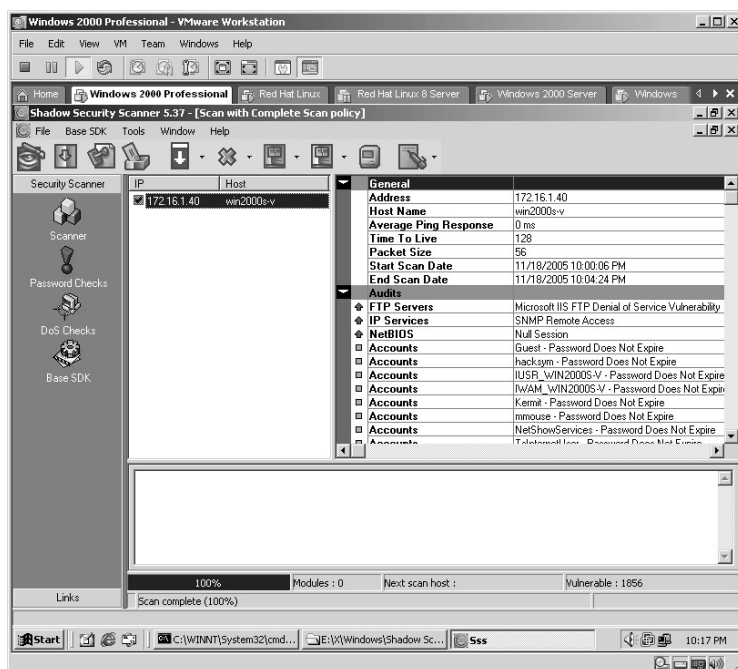 Windows 2000 Professional - VMware Workstation
File Edit View VM Team Windows Help
Home Windows 2000 Professional Red Hat Linux Red Hat Linux 8 Server Windows 2000 Server Windows
Shadow Security Scanner 5.37 - [Scan with Complete Scan policy]
File Base SDK Tools Window Help
Security Scanner
Scanner
Password Checks
DoS Checks
Base SDK
Links
IP Host
172.16.1.40 win2000s-v
General
Address 172.16.1.40
Host Name win2000s-v
Average Ping Response 0 ms
Time To Live 128
Packet Size 56
Start Scan Date 11/18/2005 10:00:06 PM
End Scan Date 11/18/2005 10:04:24 PM
Audits
FTP Servers Microsoft IIS FTP Denial of Service Vulnerability
IP Services SNMP Remote Access
NetBIOS Null Session
Accounts Guest - Password Does Not Expire
Accounts hacksym - Password Does Not Expire
Accounts IUSR_WIN2000S-V - Password Does Not Expire
Accounts IWAM_WIN2000S-V - Password Does Not Expir
Accounts Kermit - Password Does Not Expire
Accounts mmouse - Password Does Not Expire
Accounts NetShowServices - Password Does Not Expire
Accounts TsInternetUser - Password Does Not Expire
100% Modules : 0 Next scan host : Vulnerable : 1856
Scan complete (100%)
Start C:\WINNT\System32\cmd... E:\X\Windows\Shadow Sc... Sss 10:17 PM